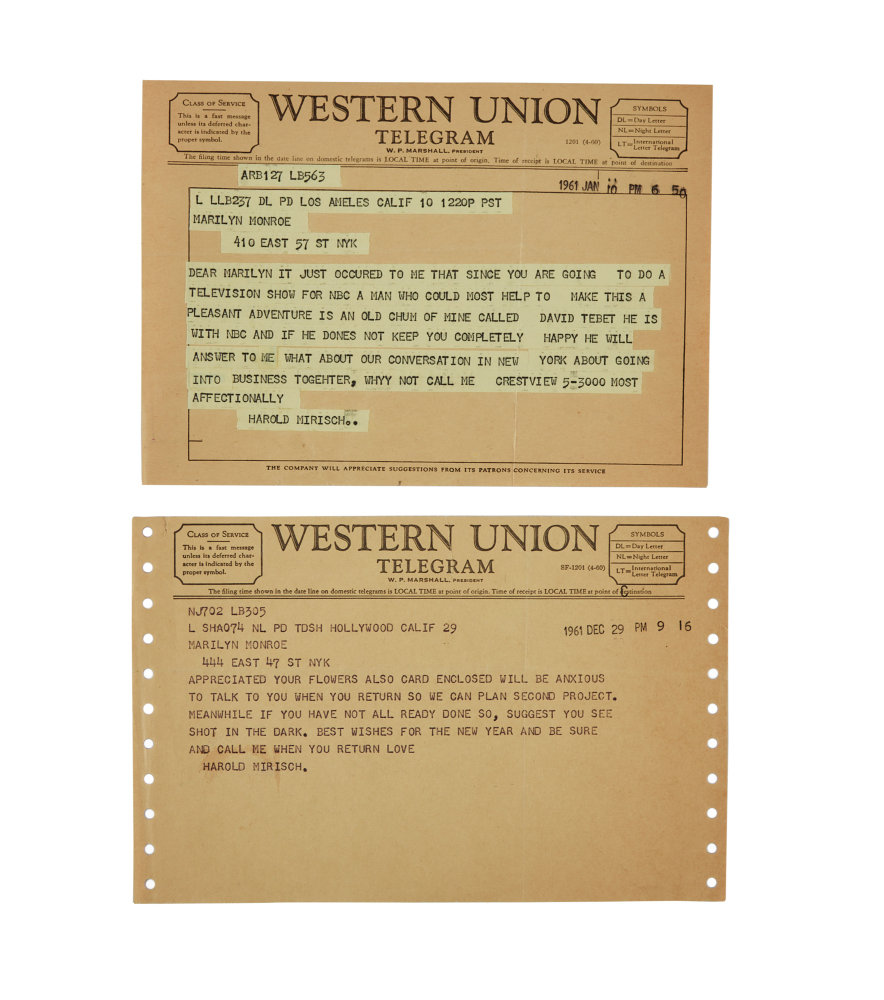 CLASS OF SERVICE
This is a fast message
unless its deferred char-
acter is indicated by the
proper symbol.
WESTERN UNION
TELEGRAM
W. P. MARSHALL, PRESIDENT
1201 (4-60)
SYMBOLS
DL=Day Letter
NL=Night Letter
LT=International Letter Telegram
The filing time shown in the date line on domestic telegrams is LOCAL TIME at point of origin. Time of receipt is LOCAL TIME at point of destination
ARB127 LB563
1961 JAN 10 PM 6 50
L LLB237 DL PD LOS AMELES CALIF 10 1220P PST
MARILYN MONROE
410 EAST 57 ST NYK
DEAR MARILYN IT JUST OCCURED TO ME THAT SINCE YOU ARE GOING TO DO A
TELEVISION SHOW FOR NBC A MAN WHO COULD MOST HELP TO MAKE THIS A
PLEASANT ADVENTURE IS AN OLD CHUM OF MINE CALLED DAVID TEBET HE IS
WITH NBC AND IF HE DONES NOT KEEP YOU COMPLETELY HAPPY HE WILL
ANSWER TO ME WHAT ABOUT OUR CONVERSATION IN NEW YORK ABOUT GOING
INTO BUSINESS TOGEHTER, WHYY NOT CALL ME CRESTVIEW 5-3000 MOST
AFFECTIONALLY
HAROLD MIRISCH..
THE COMPANY WILL APPRECIATE SUGGESTIONS FROM ITS PATRONS CONCERNING ITS SERVICE
CLASS OF SERVICE
This is a fast message
unless its deferred char-
acter is indicated by the
proper symbol.
WESTERN UNION
TELEGRAM
W. P. MARSHALL, PRESIDENT
SF-1201 (4-60)
SYMBOLS
DL=Day Letter
NL=Night Letter
LT=International Letter Telegram
The filing time shown in the date line on domestic telegrams is LOCAL TIME at point of origin. Time of receipt is LOCAL TIME at point of destination
NJ702 LB305
L SHA074 NL PD TDSH HOLLYWOOD CALIF 29
1961 DEC 29 PM 9 16
MARILYN MONROE
444 EAST 47 ST NYK
APPRECIATED YOUR FLOWERS ALSO CARD ENCLOSED WILL BE ANXIOUS
TO TALK TO YOU WHEN YOU RETURN SO WE CAN PLAN SECOND PROJECT.
MEANWHILE IF YOU HAVE NOT ALL READY DONE SO, SUGGEST YOU SEE
SHOT IN THE DARK. BEST WISHES FOR THE NEW YEAR AND BE SURE
AND CALL ME WHEN YOU RETURN LOVE
HAROLD MIRISCH.